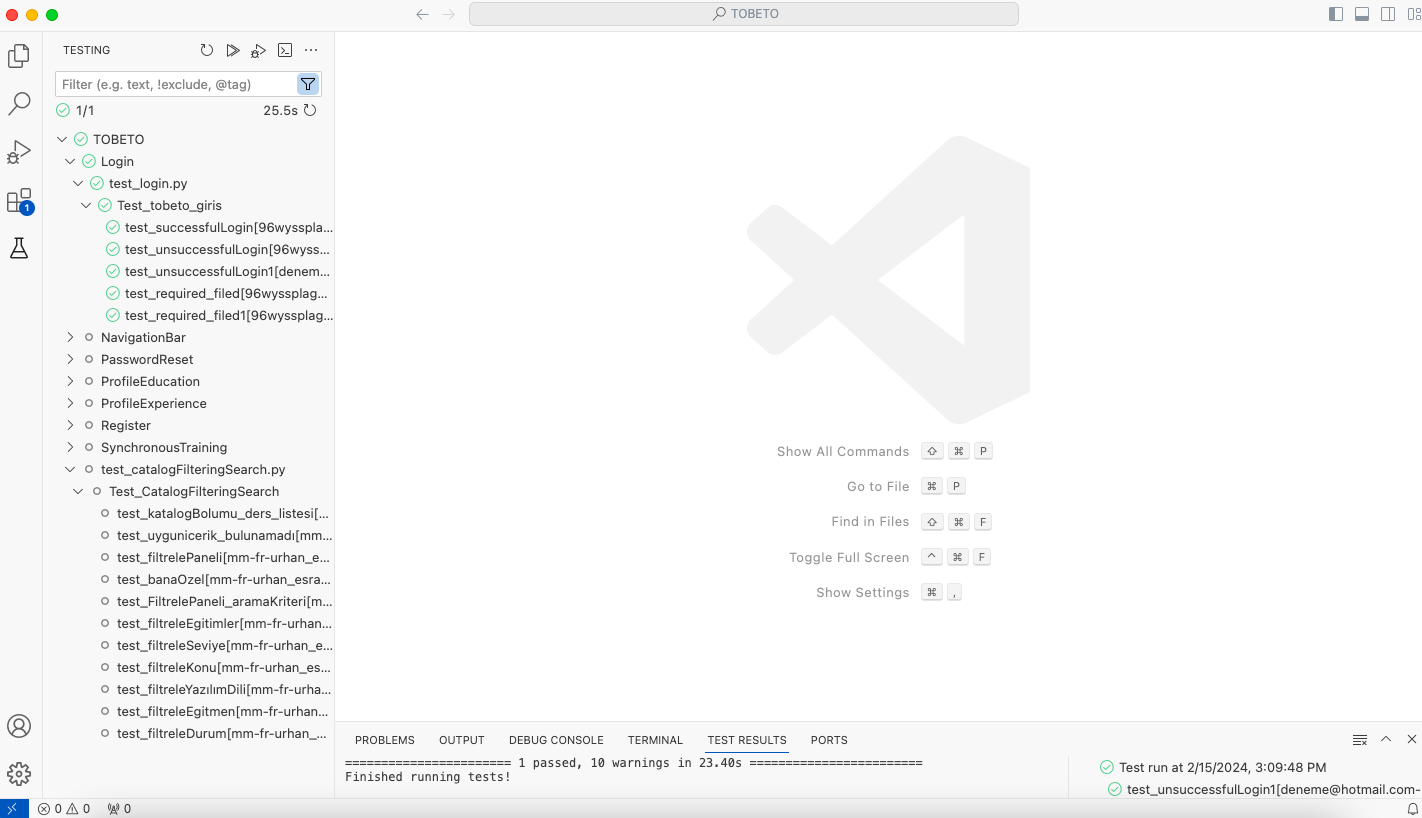 TOBETO
TESTING
Filter (e.g. text, !exclude, @tag)
1/1 25.5s
TOBETO
Login
test_login.py
Test_tobeto_giris
test_successfulLogin[96wysspla...
test_unsuccessfulLogin[96wyss...
test_unsuccessfulLogin1[denem...
test_required_filed[96wyssplag...
test_required_filed1[96wyssplag...
NavigationBar
PasswordReset
ProfileEducation
ProfileExperience
Register
SynchronousTraining
test_catalogFilteringSearch.py
Test_CatalogFilteringSearch
test_katalogBolumu_ders_listesi[...
test_uygunicerik_bulunamadı[mm...
test_filtrelePaneli[mm-fr-urhan_e...
test_banaOzel[mm-fr-urhan_esra...
test_FiltrelePaneli_aramaKriteri[m...
test_filtreleEgitimler[mm-fr-urhan...
test_filtreleSeviye[mm-fr-urhan_e...
test_filtreleKonu[mm-fr-urhan_es...
test_filtreleYazılımDili[mm-fr-urha...
test_filtreleEgitmen[mm-fr-urhan...
test_filtreleDurum[mm-fr-urhan_...
1
Show All Commands ⇧ ⌘ P
Go to File ⌘ P
Find in Files ⇧ ⌘ F
Toggle Full Screen ^ ⌘ F
Show Settings ⌘ ,
PROBLEMS OUTPUT DEBUG CONSOLE TERMINAL TEST RESULTS PORTS
======================= 1 passed, 10 warnings in 23.40s ========================
Finished running tests!
Test run at 2/15/2024, 3:09:48 PM
test_unsuccessfulLogin1[deneme@hotmail.com-
0 0 0